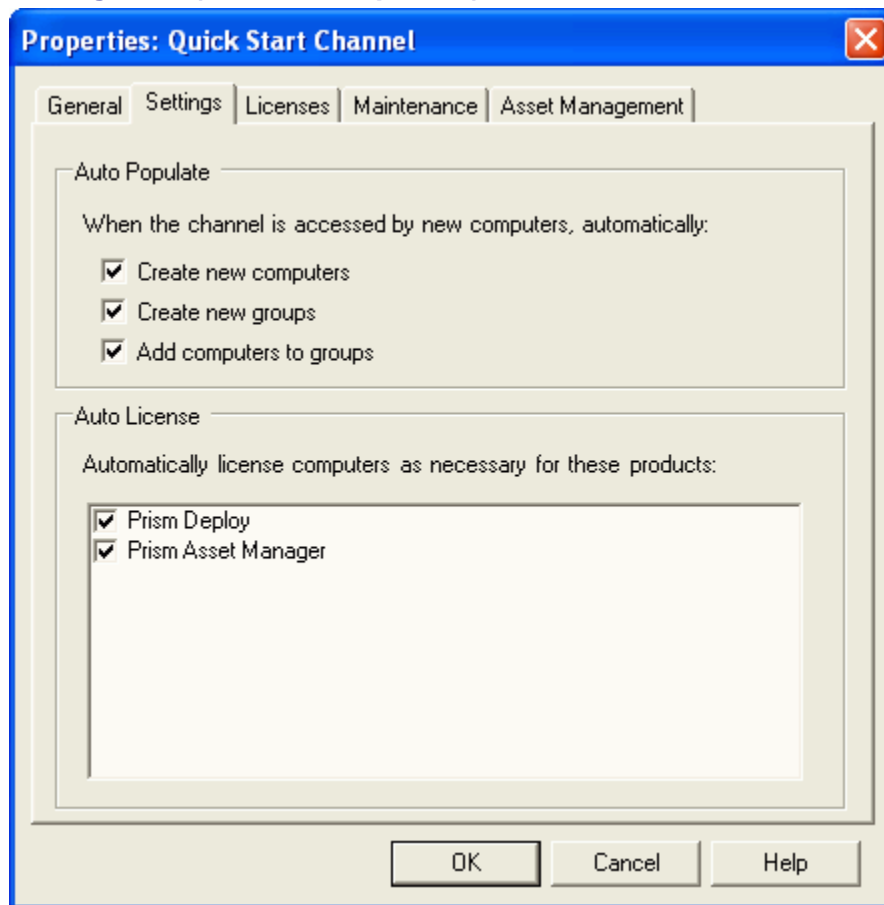 Properties: Quick Start Channel
General Settings Licenses Maintenance Asset Management
Auto Populate
When the channel is accessed by new computers, automatically:
Create new computers
Create new groups
Add computers to groups
Auto License
Automatically license computers as necessary for these products:
Prism Deploy
Prism Asset Manager
OK Cancel Help